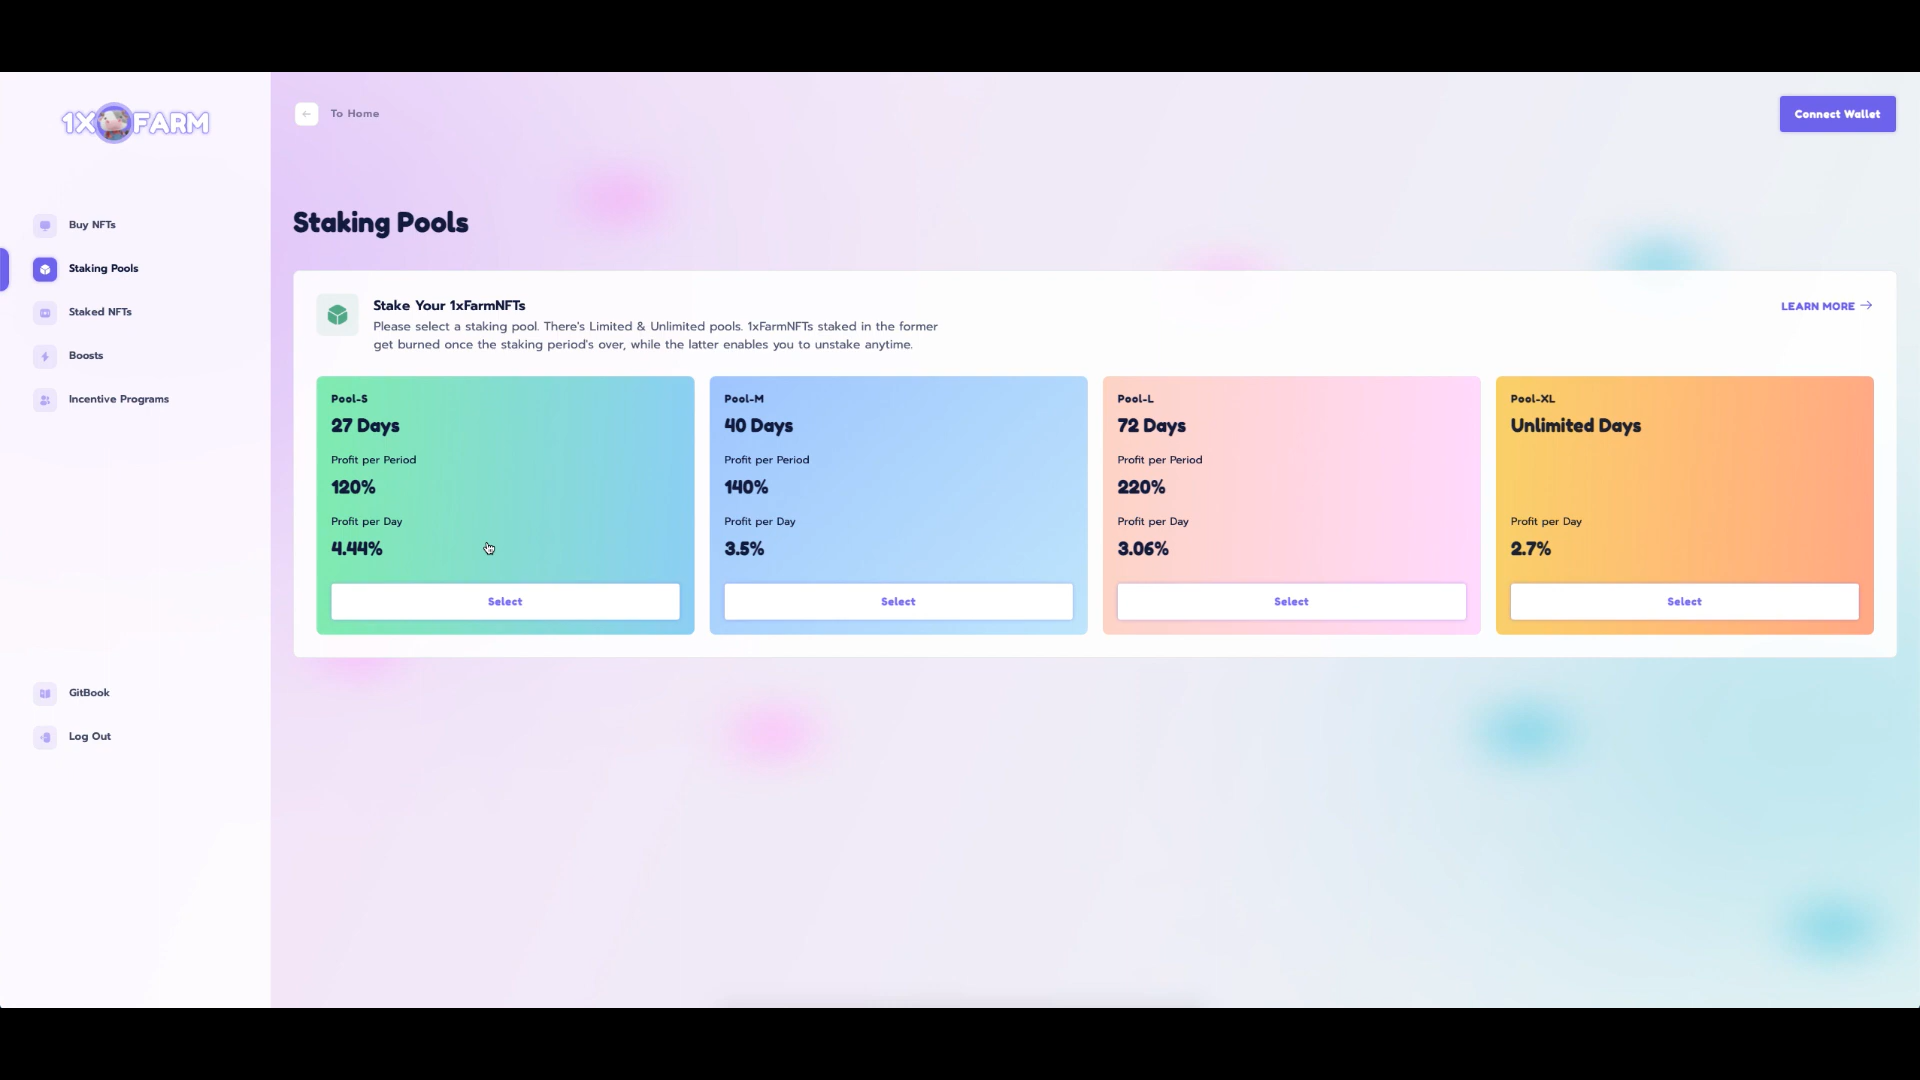 1X FARM
To Home
Connect Wallet
Buy NFTs
Staking Pools
Staked NFTs
Boosts
Incentive Programs
GitBook
Log Out
Staking Pools
Stake Your 1xFarmNFTs
Please select a staking pool. There's Limited & Unlimited pools. 1xFarmNFTs staked in the former
get burned once the staking period's over, while the latter enables you to unstake anytime.
LEARN MORE
Pool-S
27 Days
Profit per Period
120%
Profit per Day
4.44%
Select
Pool-M
40 Days
Profit per Period
140%
Profit per Day
3.5%
Select
Pool-L
72 Days
Profit per Period
220%
Profit per Day
3.06%
Select
Pool-XL
Unlimited Days
Profit per Day
2.7%
Select